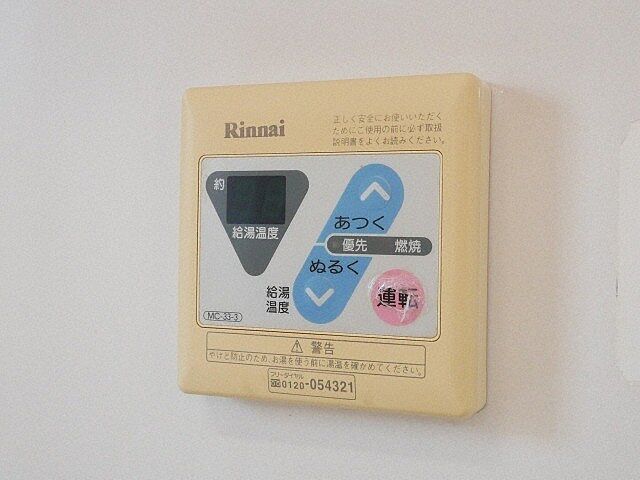 Rinnai
正しく安全にお使いいただく
ためにご使用の前に必ず取扱
説明書をよくお読みください。
約
給湯温度
あつく
優先 燃焼
ぬるく
給湯
温度
運転
MC-33-3
⚠ 警告
やけど防止のため、お湯を使う前に湯温を確かめてください。
フリーダイヤル
0120-054321